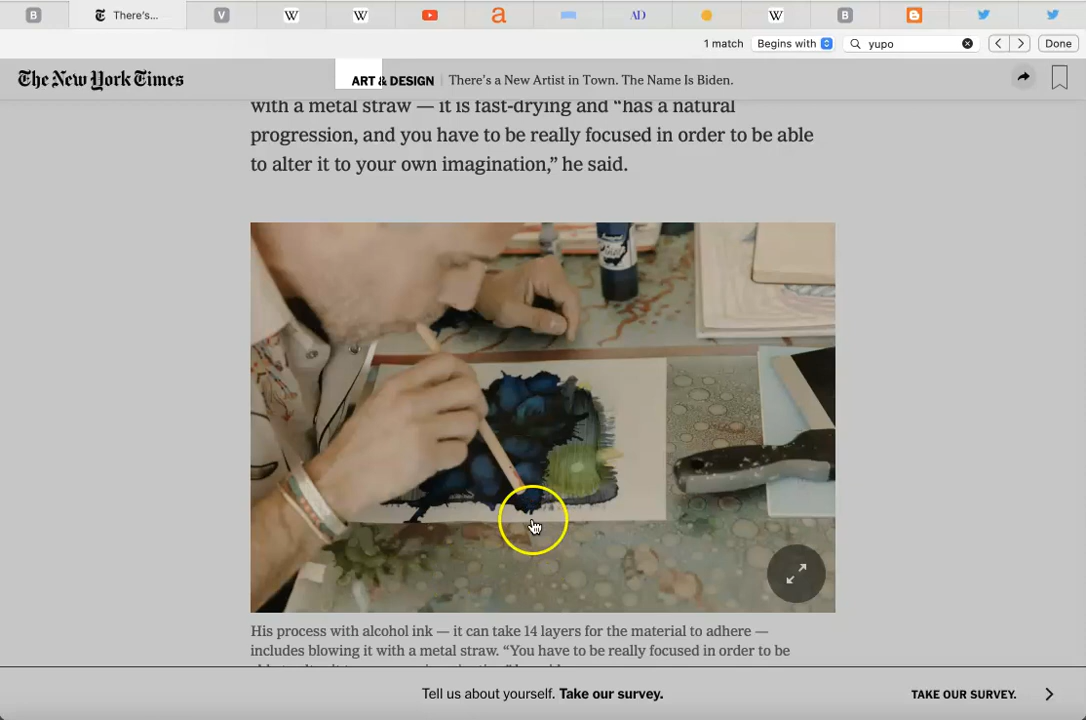 There's...
1 match Begins with yupo Done
The New York Times ART & DESIGN There's a New Artist in Town. The Name Is Biden.
with a metal straw — it is fast-drying and “has a natural
progression, and you have to be really focused in order to be able
to alter it to your own imagination,” he said.
His process with alcohol ink — it can take 14 layers for the material to adhere —
includes blowing it with a metal straw. “You have to be really focused in order to be
Tell us about yourself. Take our survey. TAKE OUR SURVEY.